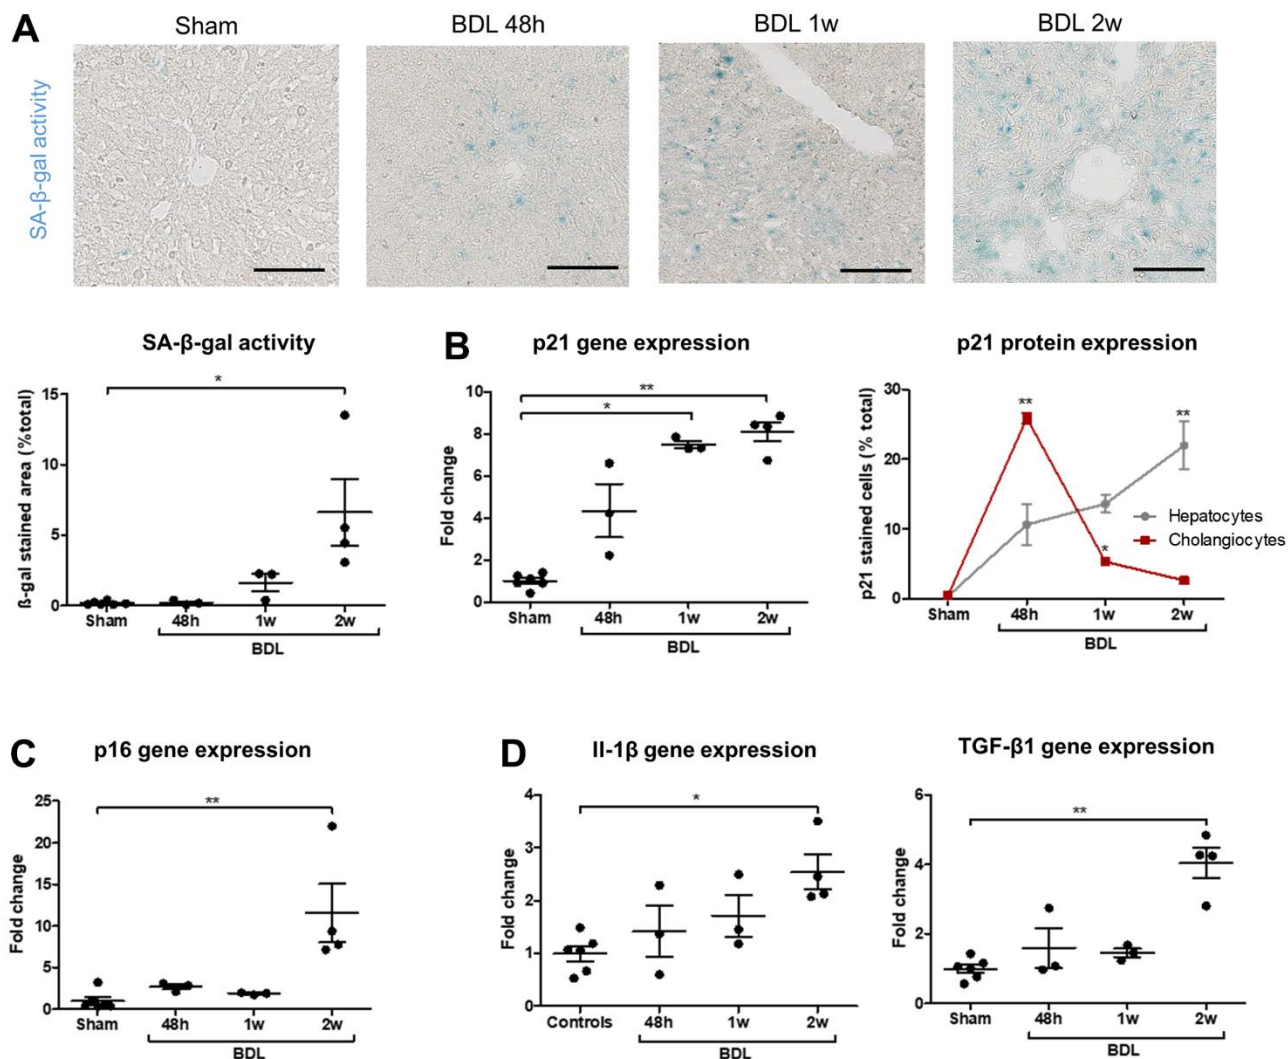 A
Sham
BDL 48h
BDL 1w
BDL 2w
SA-β-gal activity
SA-β-gal activity
ß-gal stained area (%total)
15
10
5
0
*
Sham
48h
1w
2w
BDL
B
p21 gene expression
Fold change
10
8
6
4
2
0
**
*
Sham
48h
1w
2w
BDL
p21 protein expression
p21 stained cells (% total)
30
20
10
0
**
**
*
Hepatocytes
Cholangiocytes
Sham
48h
1w
2w
BDL
C
p16 gene expression
Fold change
25
20
15
10
5
0
**
Sham
48h
1w
2w
BDL
D
Il-1β gene expression
Fold change
4
3
2
1
0
*
Controls
48h
1w
2w
BDL
TGF-β1 gene expression
Fold change
6
4
2
0
**
Sham
48h
1w
2w
BDL